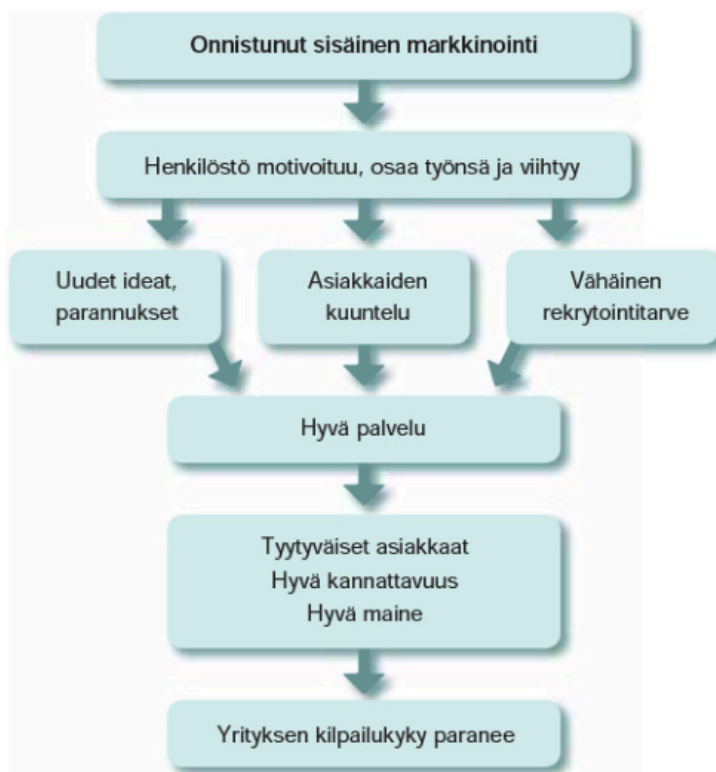 Onnistunut sisäinen markkinointi
Henkilöstö motivoituu, osaa työnsä ja viihtyy
Uudet ideat,
parannukset
Asiakkaiden
kuuntelu
Vähäinen
rekrytointitarve
Hyvä palvelu
Tyytyväiset asiakkaat
Hyvä kannattavuus
Hyvä maine
Yrityksen kilpailukyky paranee